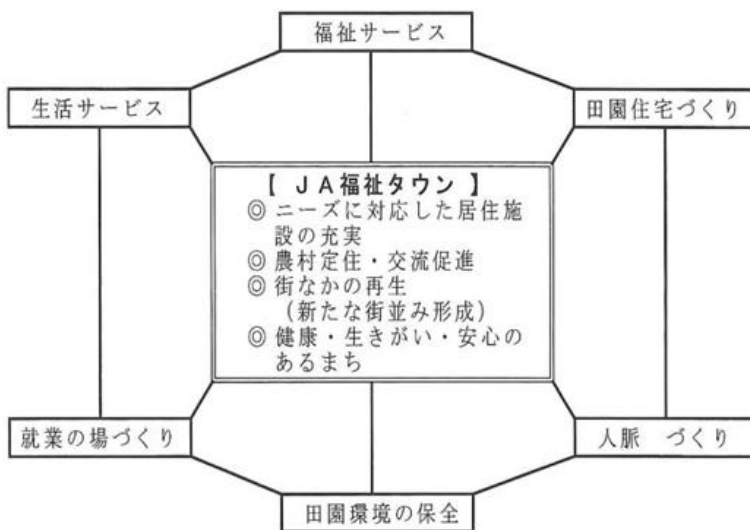 福祉サービス
生活サービス
田園住宅づくり
【 JA福祉タウン 】
◎ ニーズに対応した居住施
設の充実
◎ 農村定住・交流促進
◎ 街なかの再生
（新たな街並み形成）
◎ 健康・生きがい・安心の
あるまち
就業の場づくり
人脈 づくり
田園環境の保全